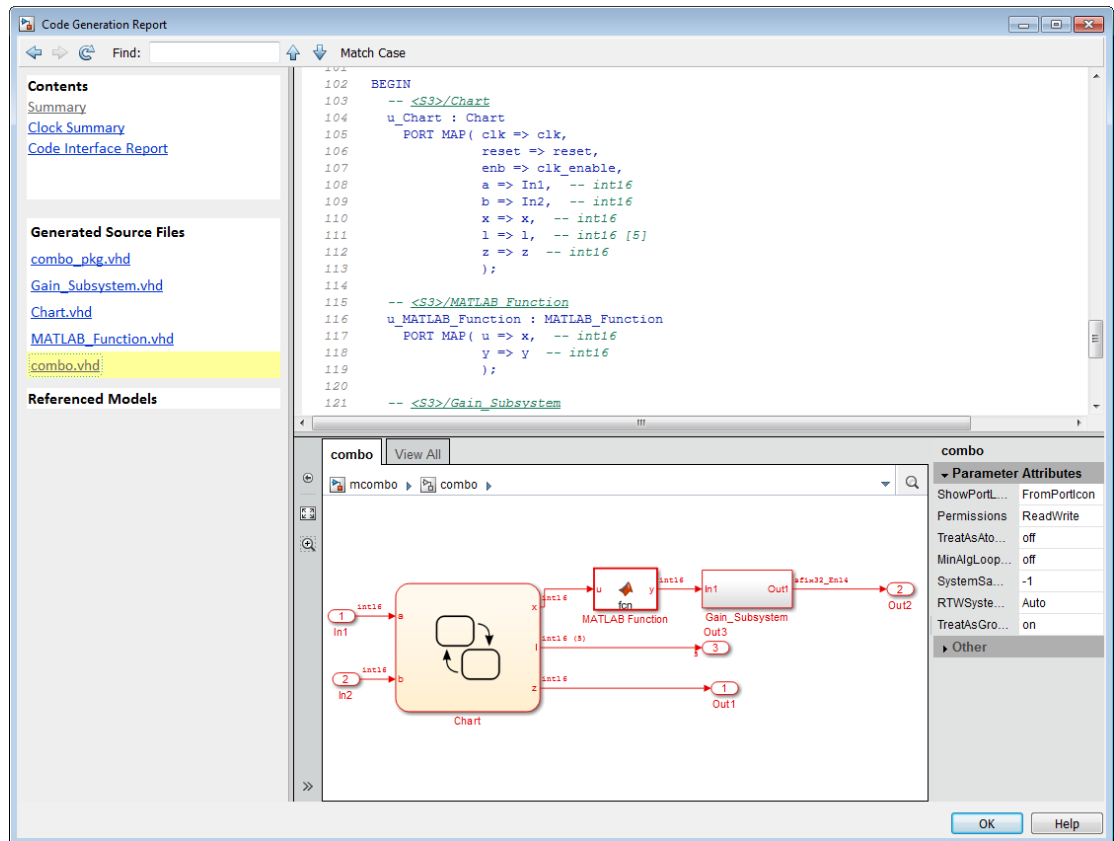 Code Generation Report
Find:
Match Case
Contents
Summary
Clock Summary
Code Interface Report
Generated Source Files
combo_pkg.vhd
Gain_Subsystem.vhd
Chart.vhd
MATLAB_Function.vhd
combo.vhd
Referenced Models
101
102 BEGIN
103 -- <S3>/Chart
104 u_Chart : Chart
105 PORT MAP( clk => clk,
106 reset => reset,
107 enb => clk_enable,
108 a => In1, -- int16
109 b => In2, -- int16
110 x => x, -- int16
111 l => l, -- int16 [5]
112 z => z -- int16
113 );
114
115 -- <S3>/MATLAB Function
116 u_MATLAB_Function : MATLAB_Function
117 PORT MAP( u => x, -- int16
118 y => y -- int16
119 );
120
121 -- <S3>/Gain_Subsystem
combo View All
mcombo combo
int16
1
In1
int16
2
In2
a
b
x
l
z
Chart
int16
int16 (5)
int16
u
y
fcn
MATLAB Function
int16
In1
Out1
Gain_Subsystem
sfix32_En14
2
Out2
Out3
3
5
1
Out1
combo
Parameter Attributes
ShowPortL... FromPortIcon
Permissions ReadWrite
TreatAsAto... off
MinAlgLoop... off
SystemSa... -1
RTWSyste... Auto
TreatAsGro... on
Other
OK
Help